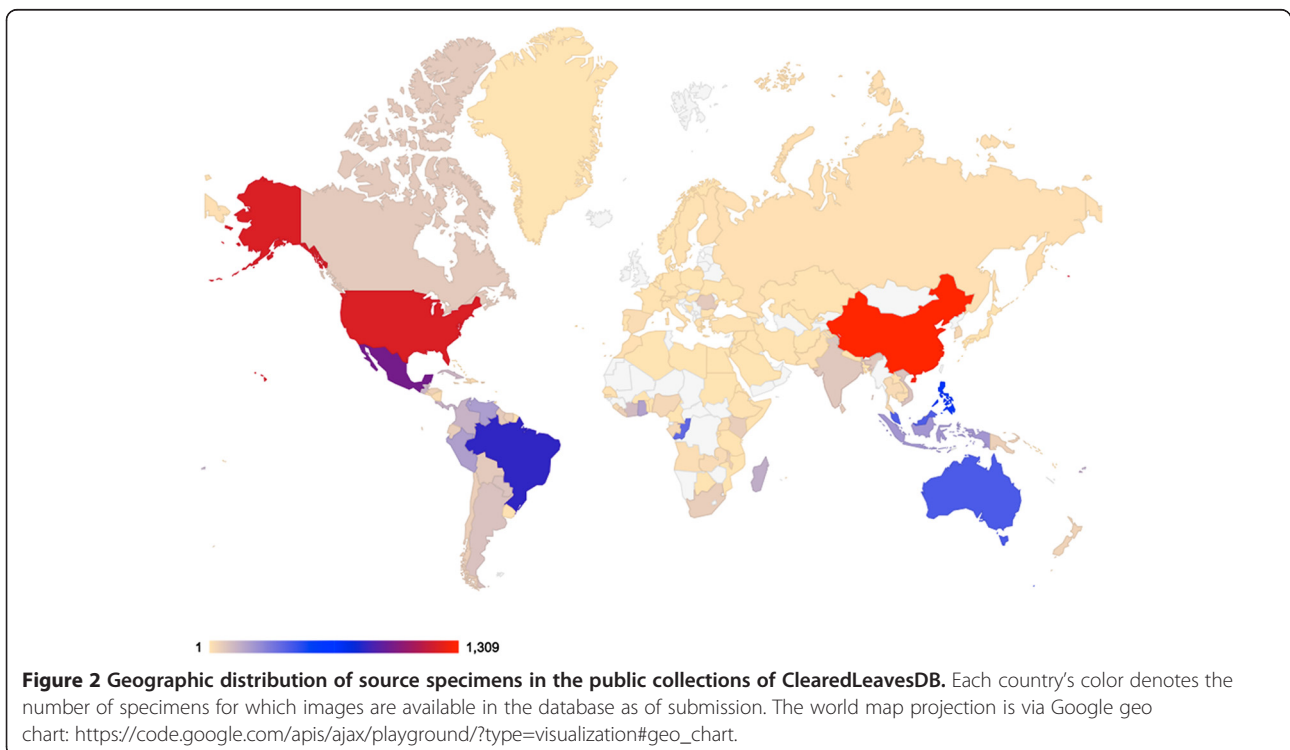 1 1,309
Figure 2 Geographic distribution of source specimens in the public collections of ClearedLeavesDB. Each country's color denotes the
number of specimens for which images are available in the database as of submission. The world map projection is via Google geo
chart: https://code.google.com/apis/ajax/playground/?type=visualization#geo_chart.